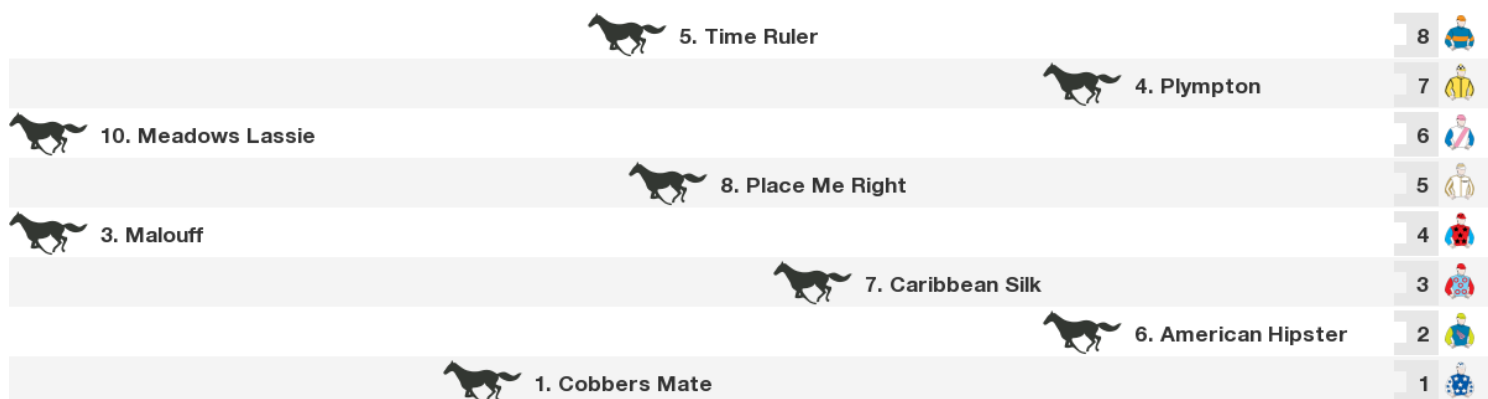 5. Time Ruler 8
4. Plympton 7
10. Meadows Lassie 6
8. Place Me Right 5
3. Malouff 4
7. Caribbean Silk 3
6. American Hipster 2
1. Cobbers Mate 1